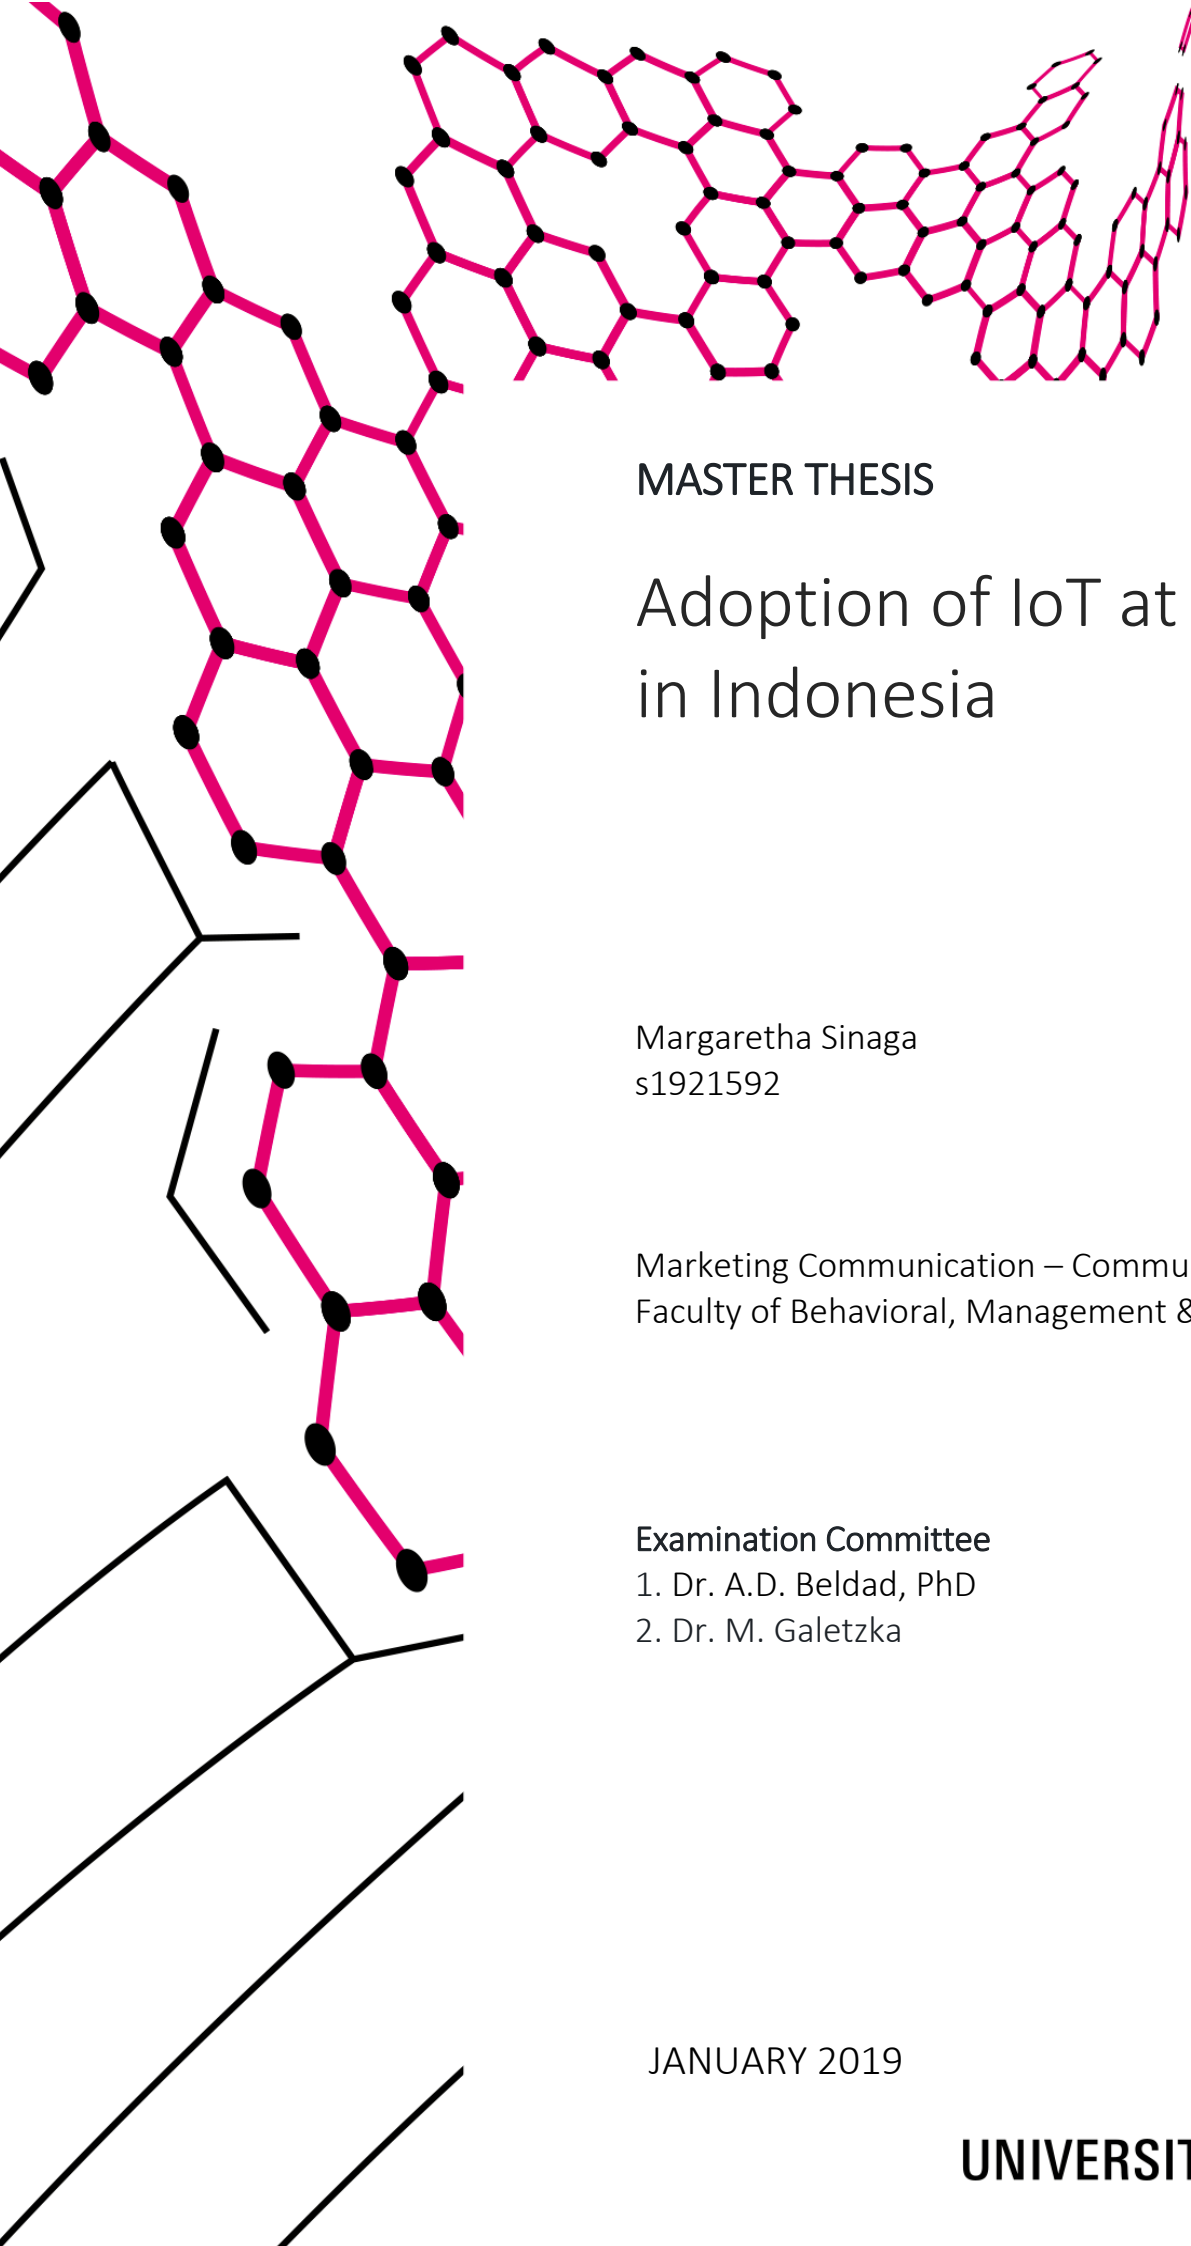 MASTER THESIS
Adoption of IoT at
in Indonesia
Margaretha Sinaga
s1921592
Marketing Communication – Commu
Faculty of Behavioral, Management &
Examination Committee
1. Dr. A.D. Beldad, PhD
2. Dr. M. Galetzka
JANUARY 2019
UNIVERSIT